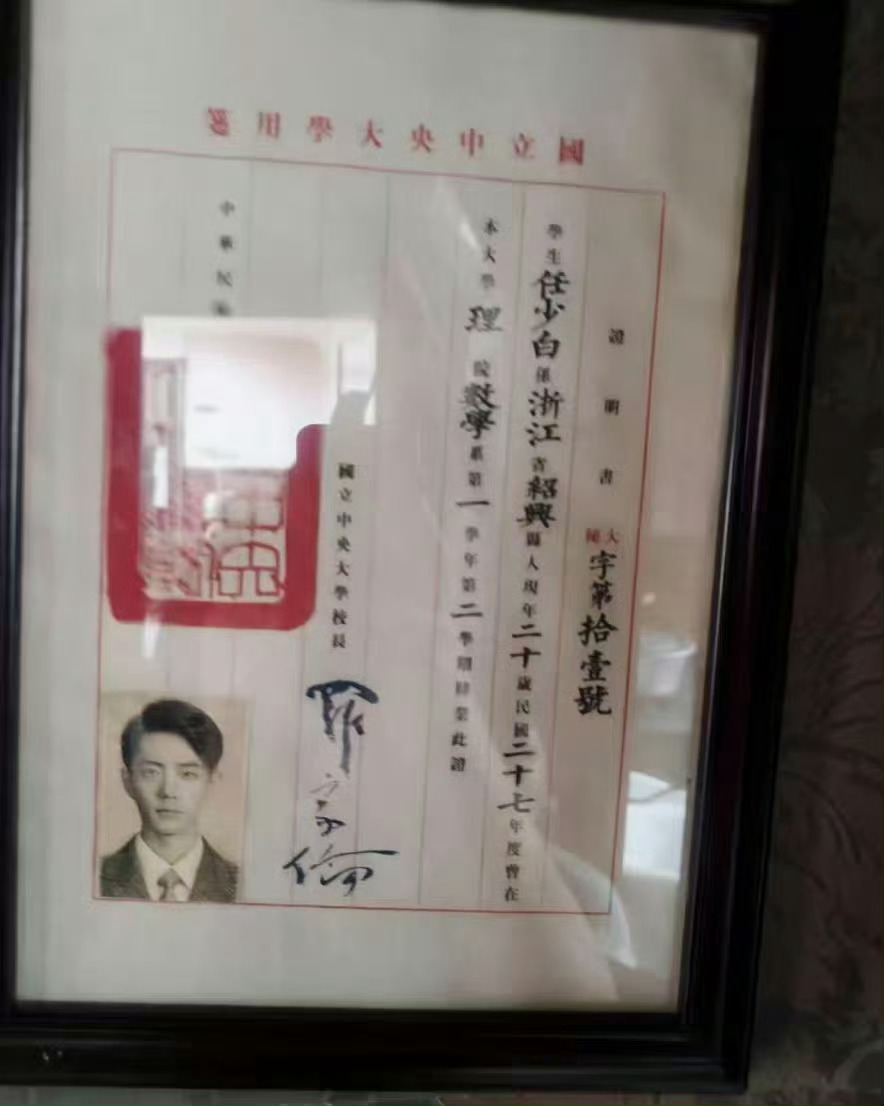 國立中央大學用箋
證明書
大陳字第拾壹號
學生任少白係浙江省紹興縣人現年二十歲民國二十七年度曾在
本大學理院數學系第一學年第二學期肄業此證
國立中央大學校長
羅家倫
中華民